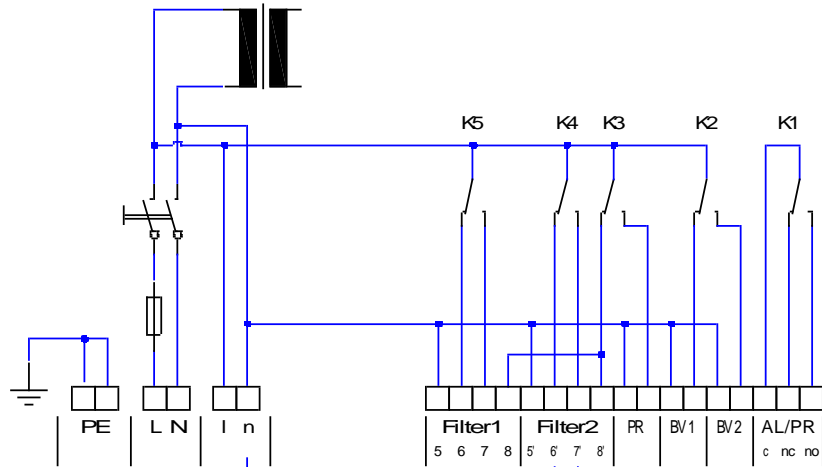 K5 K4 K3 K2 K1
PE L N l n Filter1 Filter2 PR BV1 BV2 AL/PR
5 6 7 8 5' 6' 7' 8' c nc no